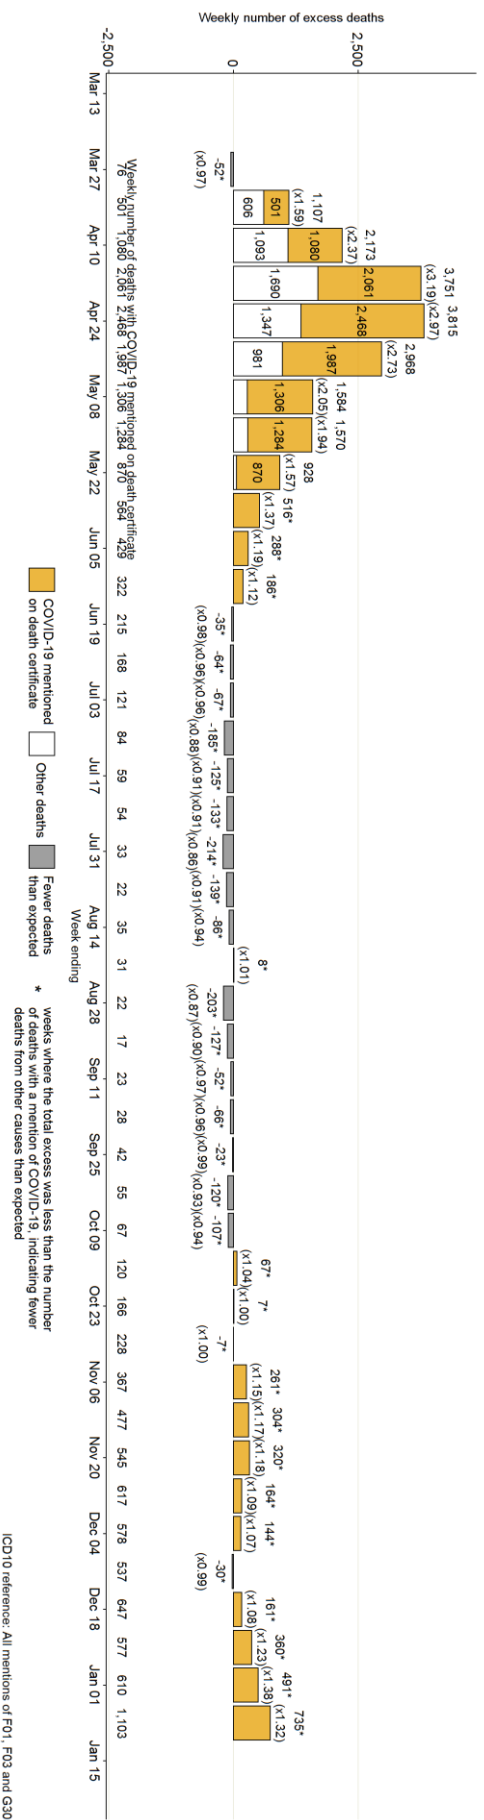 Weekly number of excess deaths
2,500
0
-2,500
-52*
(x0.97)
1,107
(x1.59)
501
606
2,173
(x2.37)
1,080
1,093
3,751
(x3.19)
2,061
1,690
3,815
(x2.97)
2,468
1,347
2,968
(x2.73)
1,987
981
1,584
(x2.05)
1,306
1,570
(x1.94)
1,284
928
(x1.57)
870
516*
(x1.37)
288*
(x1.19)
186*
(x1.12)
-35*
(x0.98)
-64*
(x0.96)
-67*
(x0.96)
-185*
(x0.88)
-125*
(x0.91)
-133*
(x0.91)
-214*
(x0.86)
-139*
(x0.91)
-86*
(x0.94)
8*
(x1.01)
-203*
(x0.87)
-127*
(x0.90)
-52*
(x0.97)
-66*
(x0.96)
-23*
(x0.99)
-120*
(x0.93)
-107*
(x0.94)
67*
(x1.04)
7*
(x1.00)
-7*
(x1.00)
261*
(x1.15)
304*
(x1.17)
320*
(x1.18)
164*
(x1.09)
144*
(x1.07)
-30*
(x0.99)
161*
(x1.08)
360*
(x1.23)
491*
(x1.38)
735*
(x1.32)
Weekly number of deaths with COVID-19 mentioned on death certificate
76 501 1,080 2,061 2,468 1,987 1,306 1,284 870 564 429 322 215 168 121 84 59 54 33 22 35 31 22 17 23 28 42 55 67 120 166 228 367 477 545 617 578 537 647 577 610 1,103
Mar 13 Mar 27 Apr 10 Apr 24 May 08 May 22 Jun 05 Jun 19 Jul 03 Jul 17 Jul 31 Aug 14 Aug 28 Sep 11 Sep 25 Oct 09 Oct 23 Nov 06 Nov 20 Dec 04 Dec 18 Jan 01 Jan 15
Week ending
COVID-19 mentioned
on death certificate
Other deaths
Fewer deaths
than expected
* weeks where the total excess was less than the number
of deaths with a mention of COVID-19, indicating fewer
deaths from other causes than expected
ICD10 reference: All mentions of F01, F03 and G30